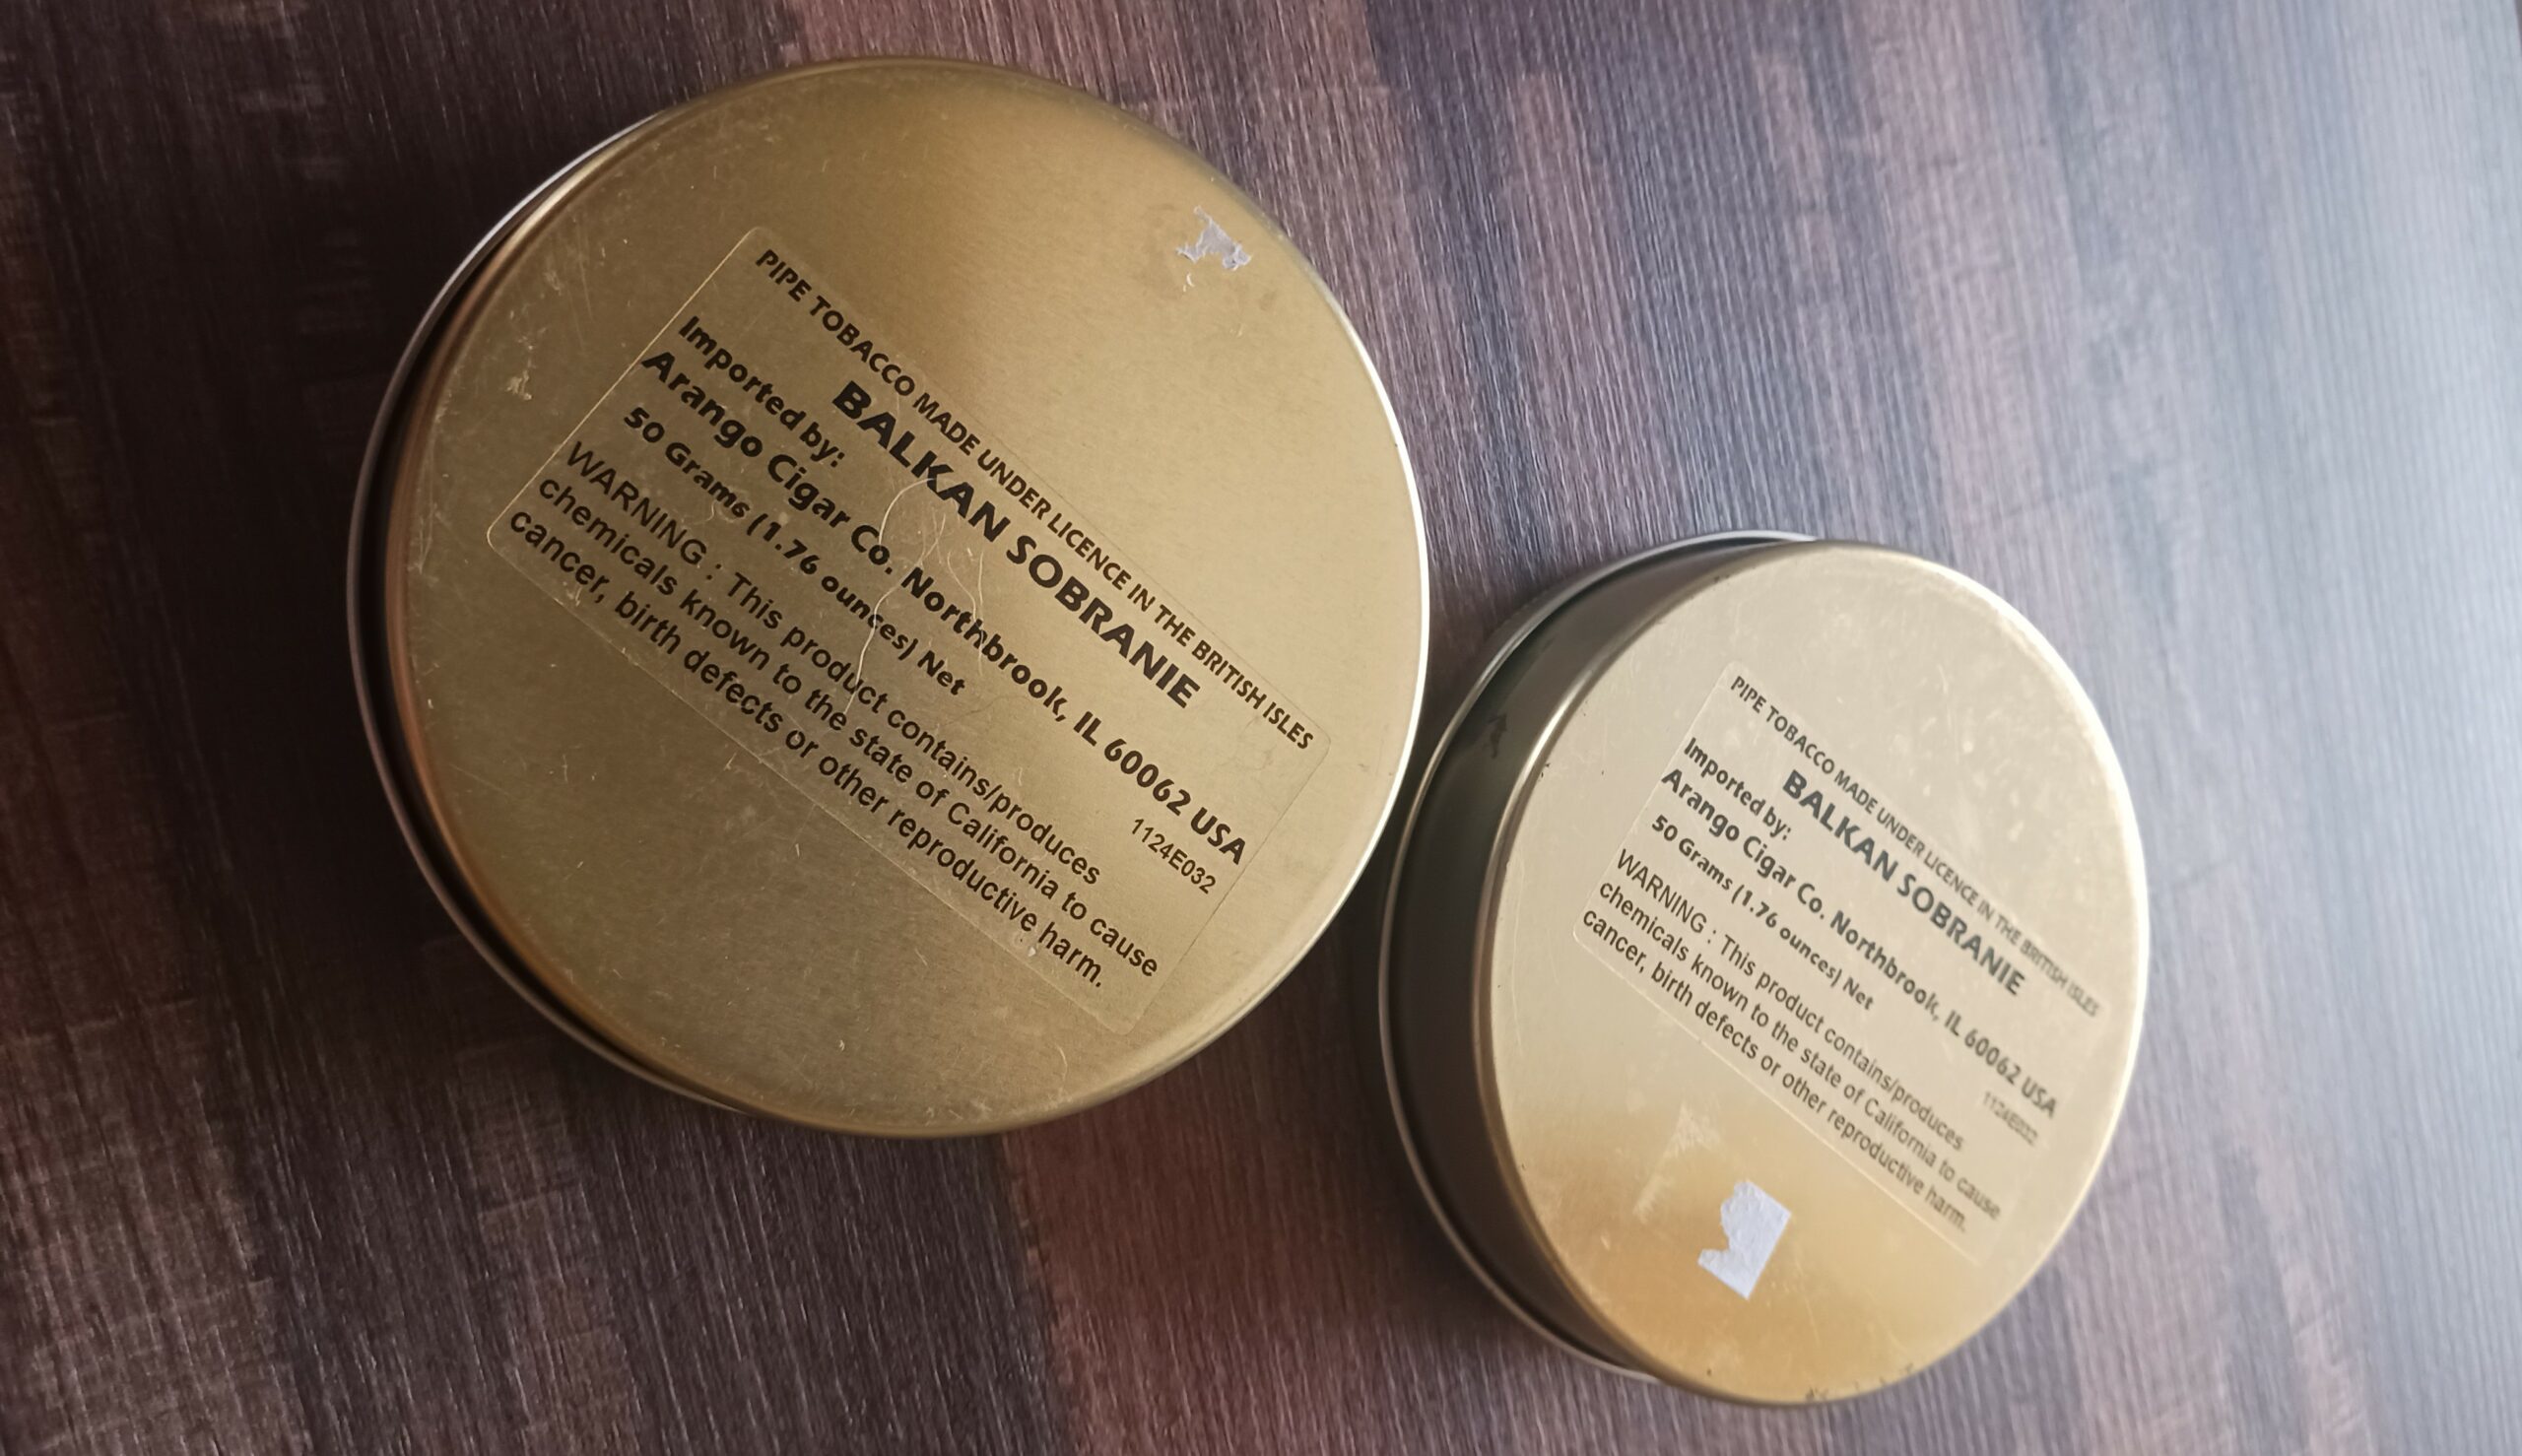 PIPE TOBACCO MADE UNDER LICENCE IN THE BRITISH ISLES
BALKAN SOBRANIE
Imported by:
Arango Cigar Co. Northbrook, IL 60062 USA
50 Grams (1.76 ounces) Net
1124E032
WARNING : This product contains/produces
chemicals known to the state of California to cause
cancer, birth defects or other reproductive harm.
PIPE TOBACCO MADE UNDER LICENCE IN THE BRITISH ISLES
BALKAN SOBRANIE
Imported by:
Arango Cigar Co. Northbrook, IL 60062 USA
50 Grams (1.76 ounces) Net
1124E032
WARNING : This product contains/produces
chemicals known to the state of California to cause
cancer, birth defects or other reproductive harm.